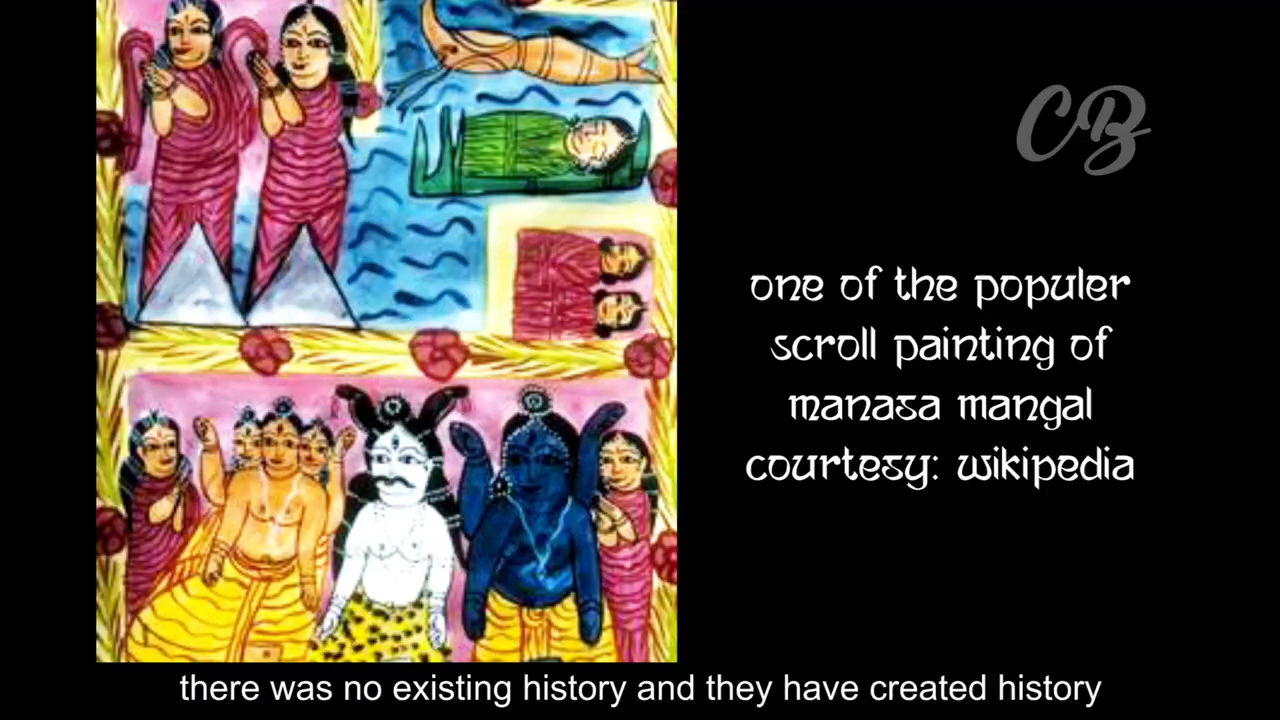 CB
one of the populer
scroll painting of
manasa mangal
courtesy: wikipedia
there was no existing history and they have created history